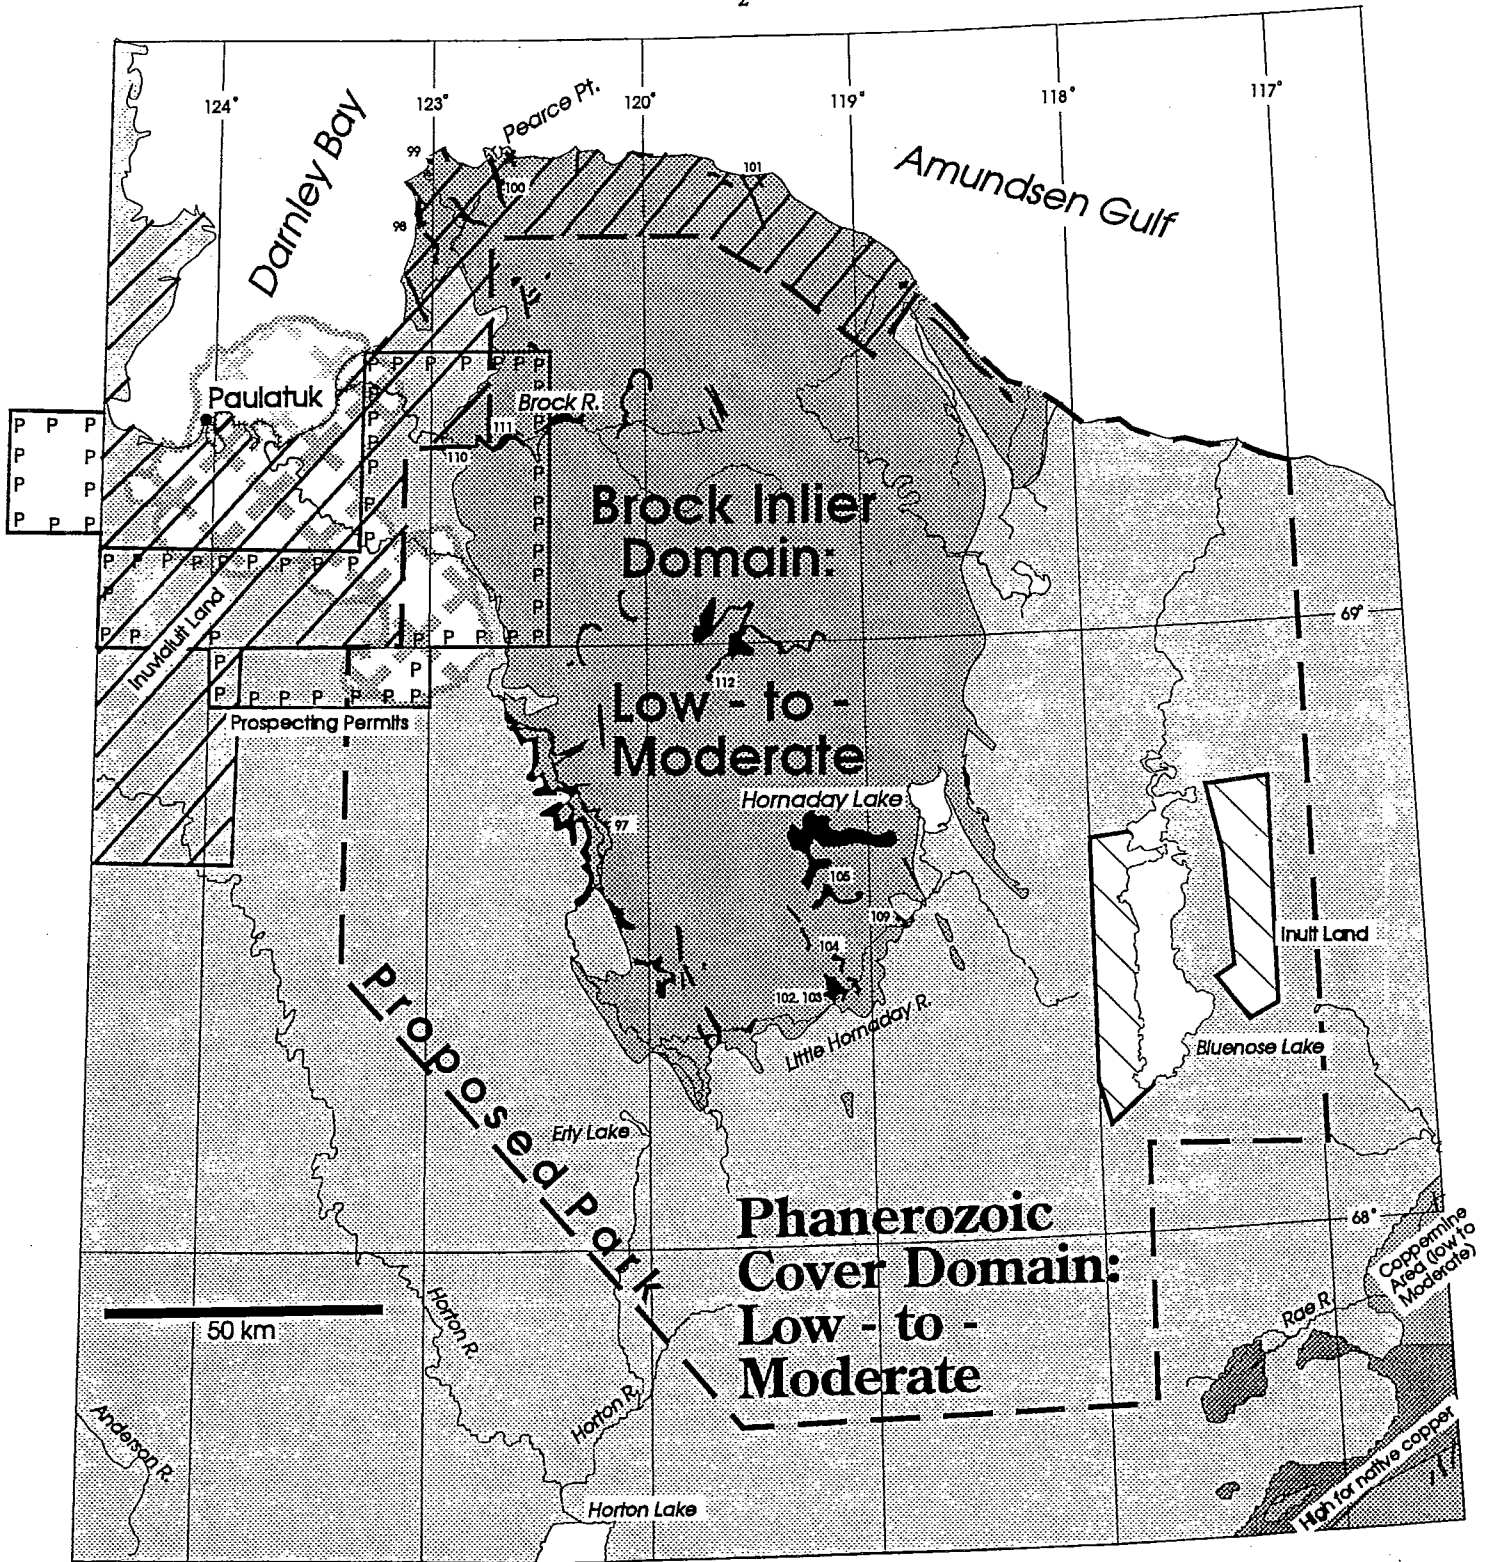 2
124°
123°
120°
119°
118°
117°
Pearce Pt.
Darnley Bay
Amundsen Gulf
99
100
101
98
Paulatuk
P P P P P P P
P P P
P P
P P
P P P
Brock R.
111
110
Brock Inlier
Domain:
69°
Inuvialuit Land
112
Low - to -
Moderate
Prospecting Permits
Hornaday Lake
97
105
109
Inuit Land
104
102, 103
Little Hornaday R.
Bluenose Lake
Proposed Park
Erly Lake
Phanerozoic
Cover Domain:
Low - to -
Moderate
68°
Coppermine
Area (low to
Moderate)
Rae R.
50 km
Horton R.
Horton R.
Anderson R.
High for native copper
Horton Lake